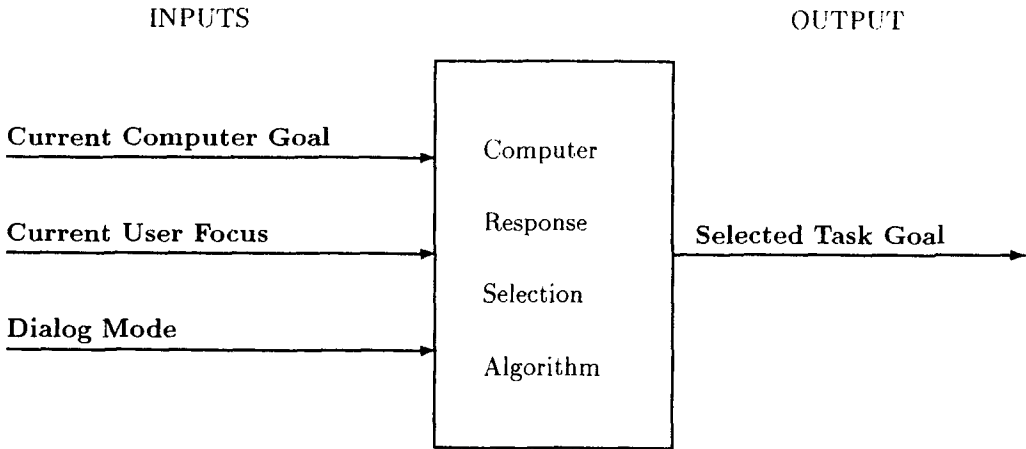 INPUTS
OUTPUT
Current Computer Goal
Current User Focus
Dialog Mode
Computer
Response
Selection
Algorithm
Selected Task Goal